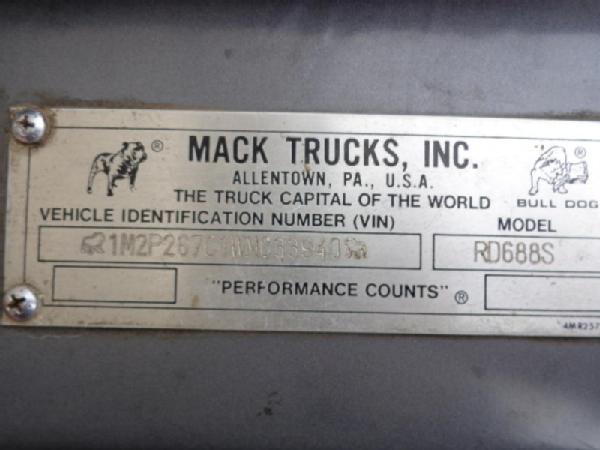 MACK TRUCKS, INC.
ALLENTOWN, PA., U.S.A.
THE TRUCK CAPITAL OF THE WORLD
BULL DOG
VEHICLE IDENTIFICATION NUMBER (VIN)
MODEL
RD688S
"PERFORMANCE COUNTS" ®